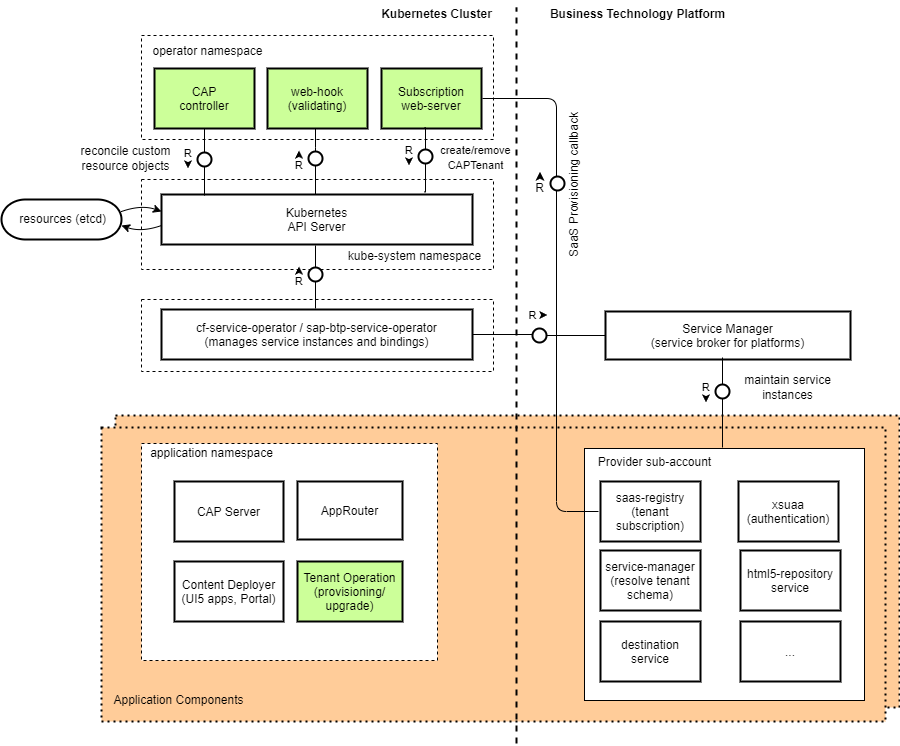 Kubernetes Cluster
Business Technology Platform
operator namespace
CAP
controller
web-hook
(validating)
Subscription
web-server
reconcile custom
resource objects
R
R
R
create/remove
CAPTenant
R
SaaS Provisioning callback
resources (etcd)
Kubernetes
API Server
kube-system namespace
R
cf-service-operator / sap-btp-service-operator
(manages service instances and bindings)
R
Service Manager
(service broker for platforms)
R
maintain service
instances
application namespace
CAP Server
AppRouter
Content Deployer
(UI5 apps, Portal)
Tenant Operation
(provisioning/
upgrade)
Provider sub-account
saas-registry
(tenant
subscription)
xsuaa
(authentication)
service-manager
(resolve tenant
schema)
html5-repository
service
destination
service
...
Application Components